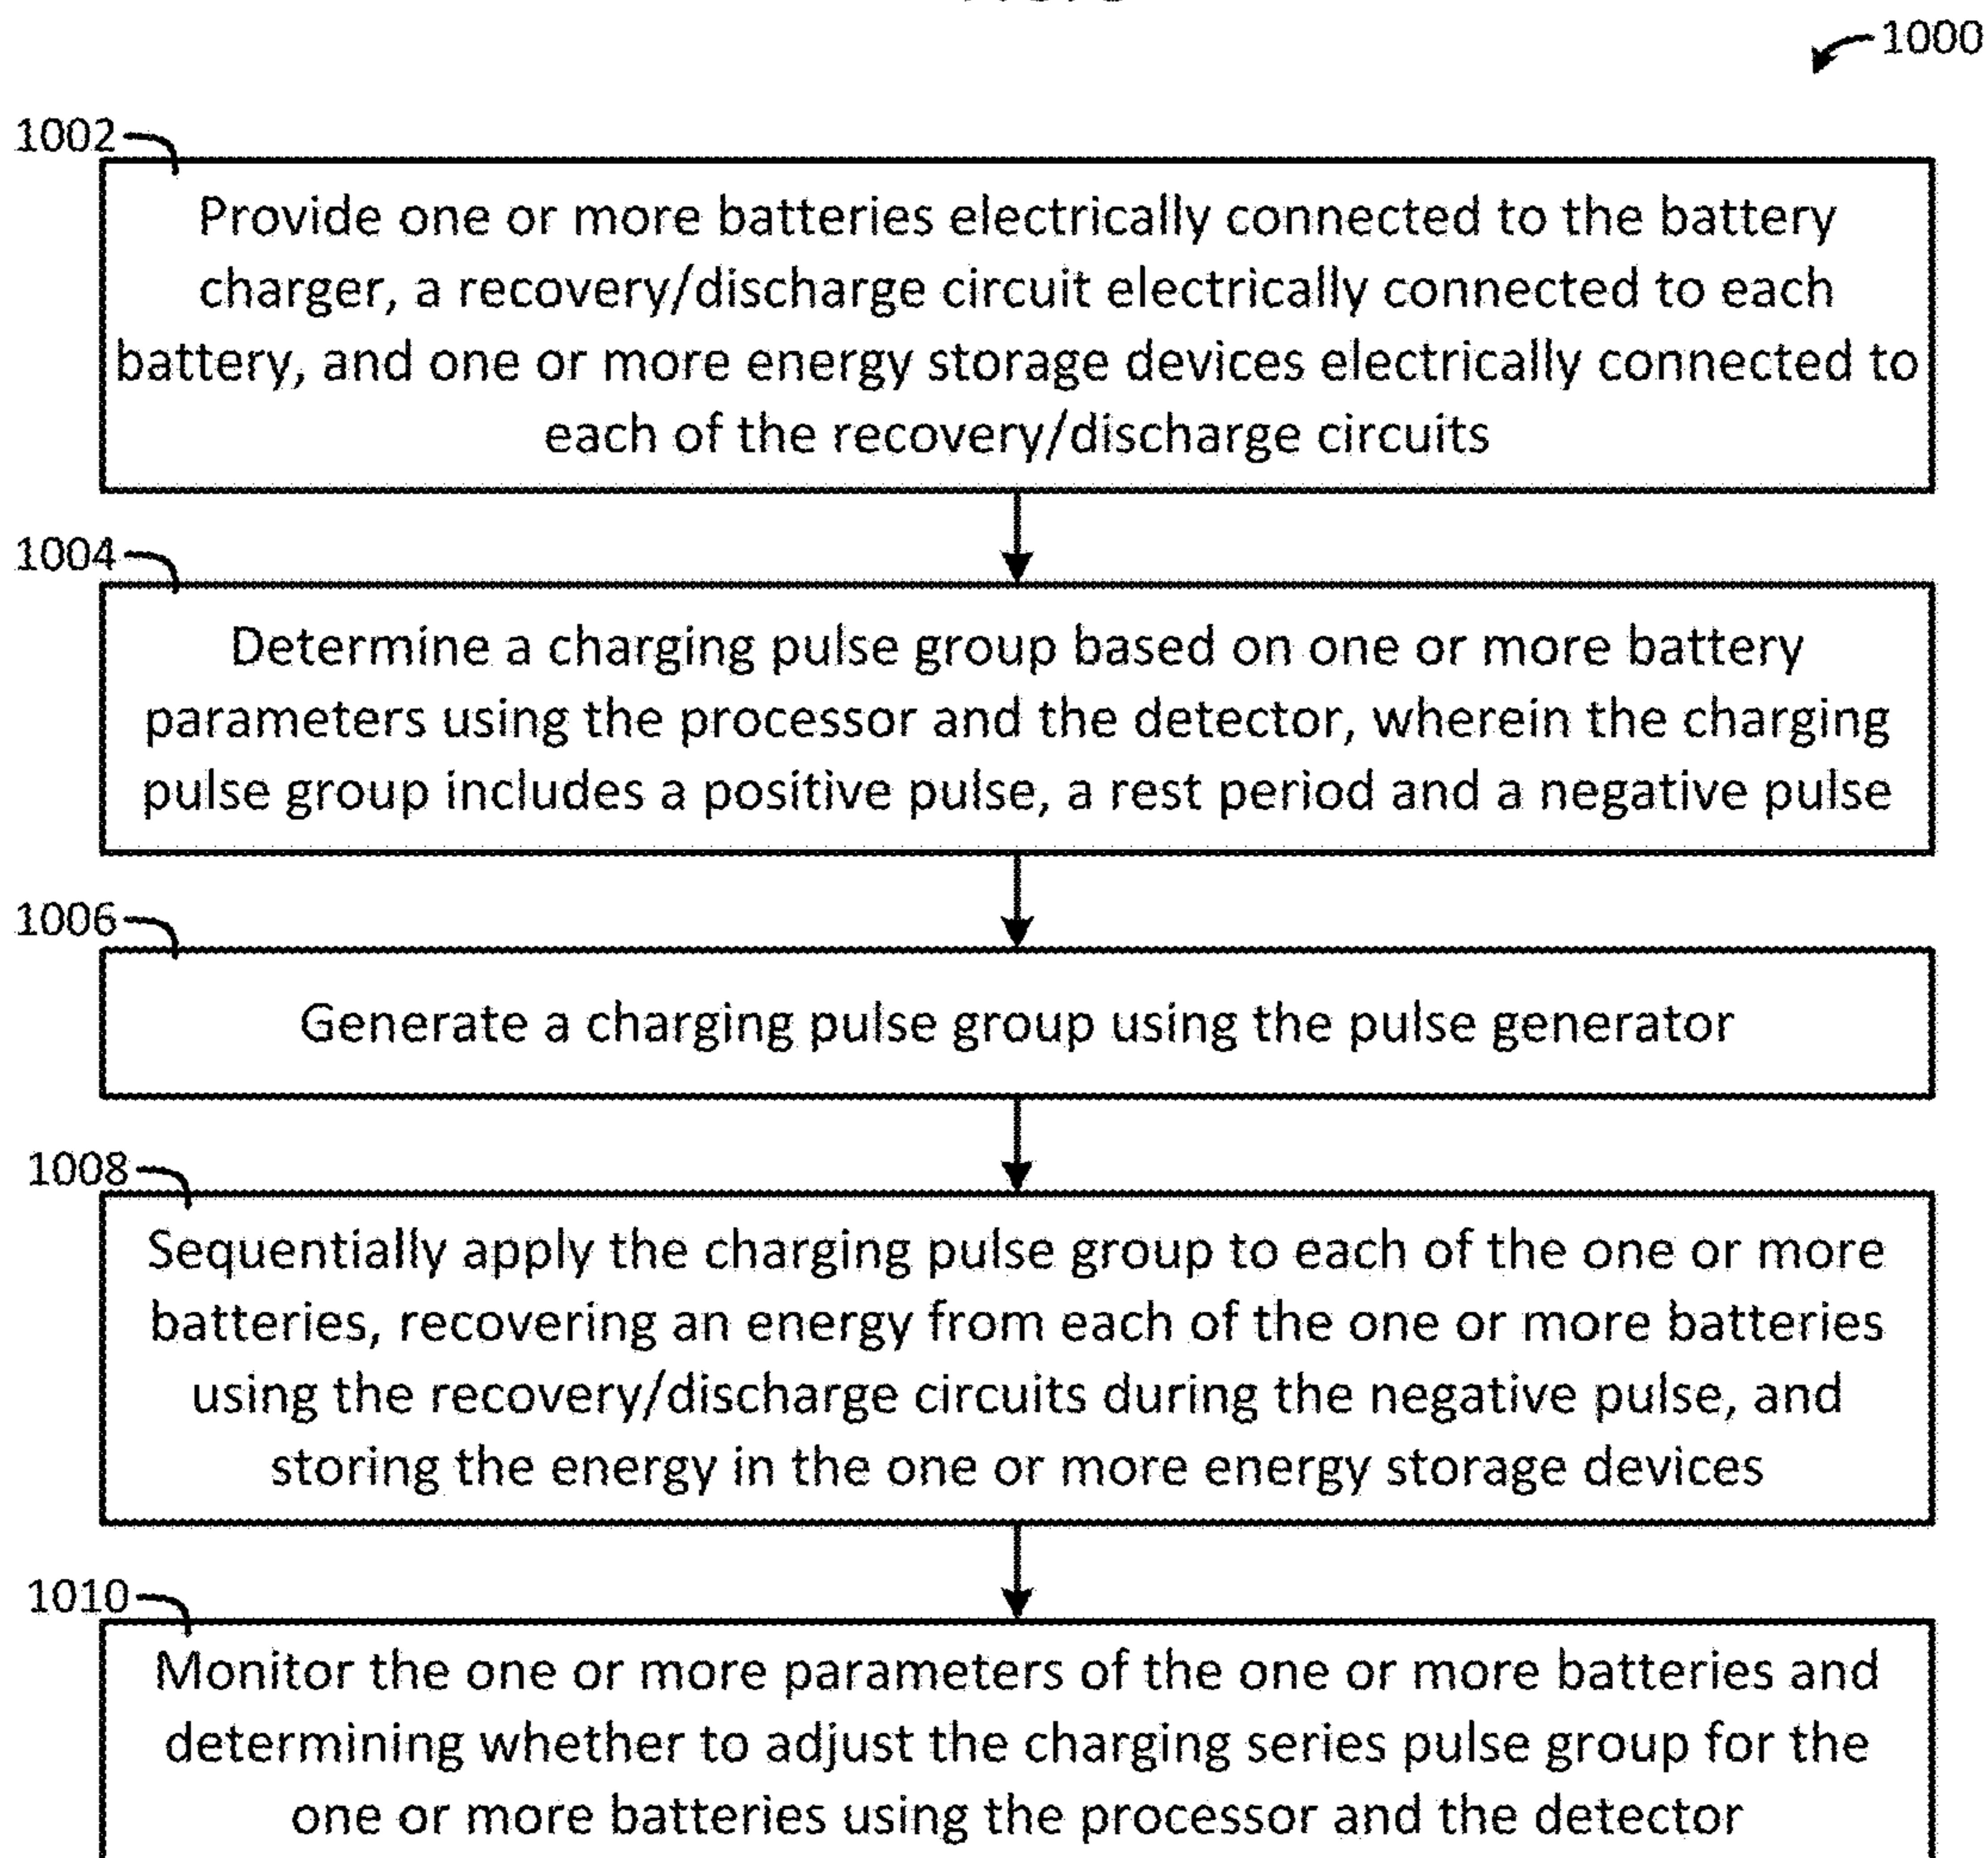 1000
1002
Provide one or more batteries electrically connected to the battery
charger, a recovery/discharge circuit electrically connected to each
battery, and one or more energy storage devices electrically connected to
each of the recovery/discharge circuits
1004
Determine a charging pulse group based on one or more battery
parameters using the processor and the detector, wherein the charging
pulse group includes a positive pulse, a rest period and a negative pulse
1006
Generate a charging pulse group using the pulse generator
1008
Sequentially apply the charging pulse group to each of the one or more
batteries, recovering an energy from each of the one or more batteries
using the recovery/discharge circuits during the negative pulse, and
storing the energy in the one or more energy storage devices
1010
Monitor the one or more parameters of the one or more batteries and
determining whether to adjust the charging series pulse group for the
one or more batteries using the processor and the detector